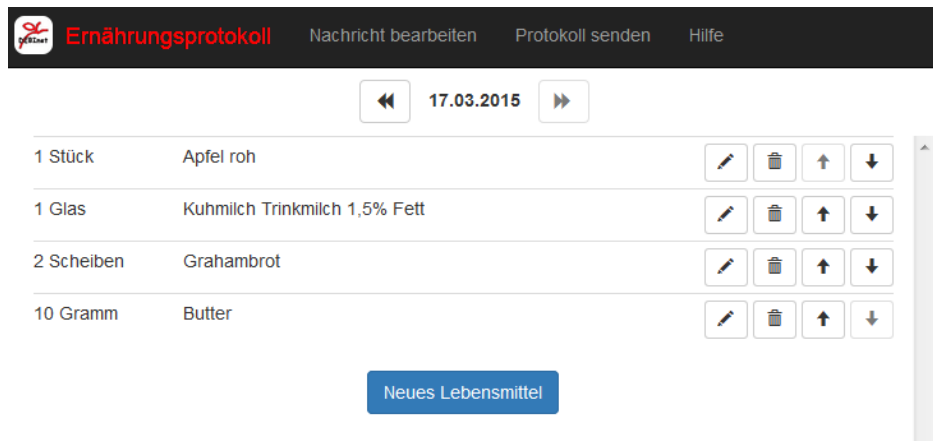 DEBInet Ernährungsprotokoll Nachricht bearbeiten Protokoll senden Hilfe
17.03.2015
1 Stück Apfel roh
1 Glas Kuhmilch Trinkmilch 1,5% Fett
2 Scheiben Grahambrot
10 Gramm Butter
Neues Lebensmittel